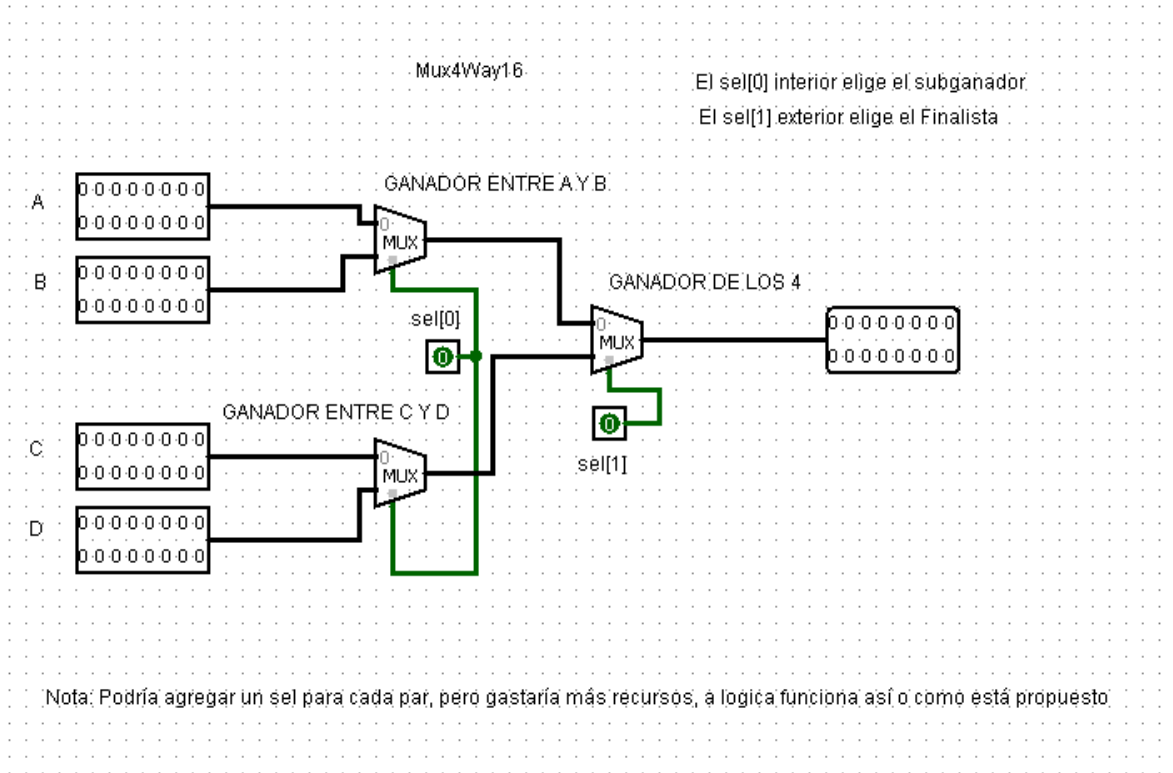 Mux4Way16
El sel[0] interior elige el subganador
El sel[1] exterior elige el Finalista
GANADOR ENTRE A Y B
A
0 0 0 0 0 0 0 0
0 0 0 0 0 0 0 0
0
MUX
B
0 0 0 0 0 0 0 0
0 0 0 0 0 0 0 0
sel[0]
0
GANADOR DE LOS 4
0
MUX
0 0 0 0 0 0 0 0
0 0 0 0 0 0 0 0
0
sel[1]
GANADOR ENTRE C Y D
C
0 0 0 0 0 0 0 0
0 0 0 0 0 0 0 0
0
MUX
D
0 0 0 0 0 0 0 0
0 0 0 0 0 0 0 0
Nota: Podría agregar un sel para cada par, pero gastaría más recursos, a logica funciona así o como está propuesto